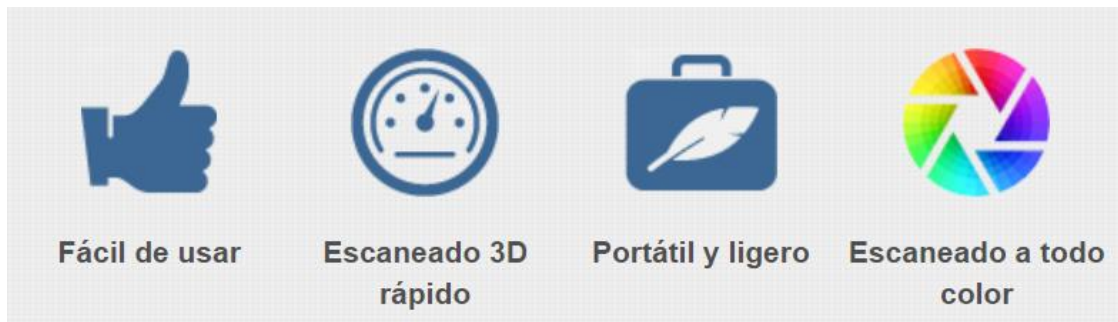 Fácil de usar
Escaneado 3D
rápido
Portátil y ligero
Escaneado a todo
color